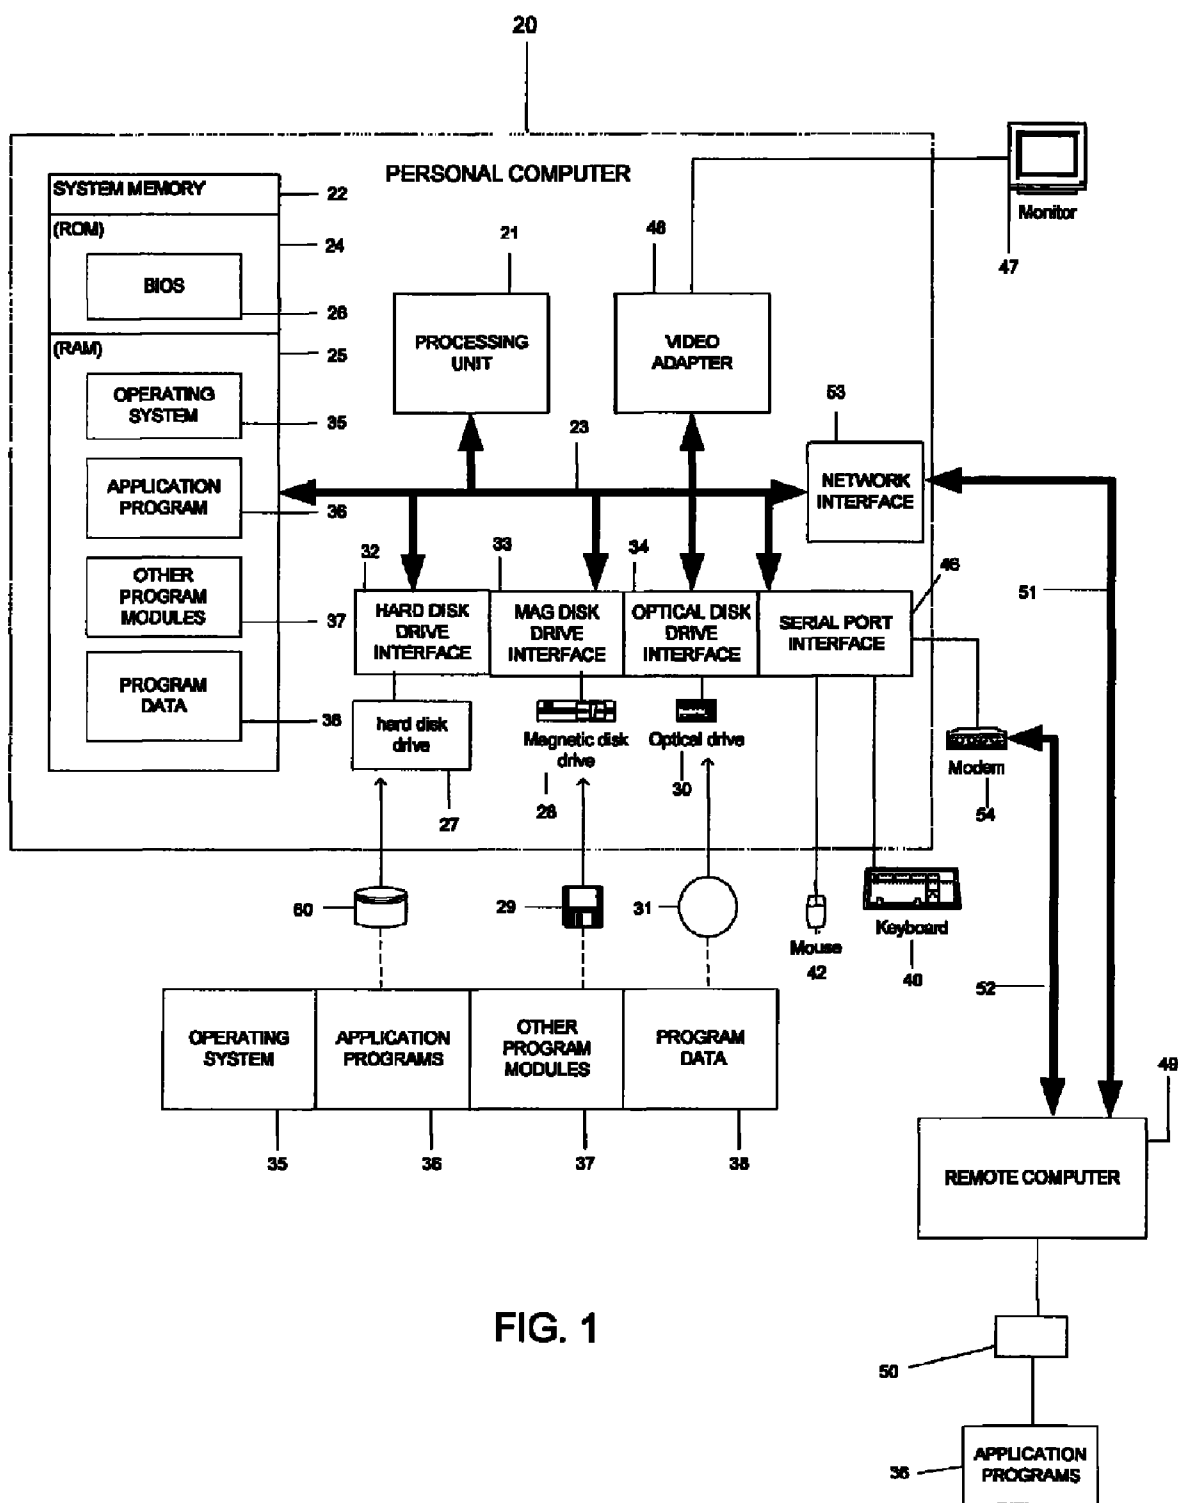 20
PERSONAL COMPUTER
SYSTEM MEMORY
22
(ROM)
24
BIOS
26
(RAM)
25
OPERATING
SYSTEM
35
APPLICATION
PROGRAM
36
OTHER
PROGRAM
MODULES
37
PROGRAM
DATA
38
21
PROCESSING
UNIT
48
VIDEO
ADAPTER
Monitor
47
23
53
NETWORK
INTERFACE
32
HARD DISK
DRIVE
INTERFACE
33
MAG DISK
DRIVE
INTERFACE
34
OPTICAL DISK
DRIVE
INTERFACE
46
SERIAL PORT
INTERFACE
51
hard disk
drive
27
Magnetic disk
drive
28
Optical drive
30
Modem
54
60
29
31
Mouse
42
Keyboard
40
52
OPERATING
SYSTEM
APPLICATION
PROGRAMS
OTHER
PROGRAM
MODULES
PROGRAM
DATA
35
36
37
38
49
REMOTE COMPUTER
FIG. 1
50
APPLICATION
PROGRAMS
36